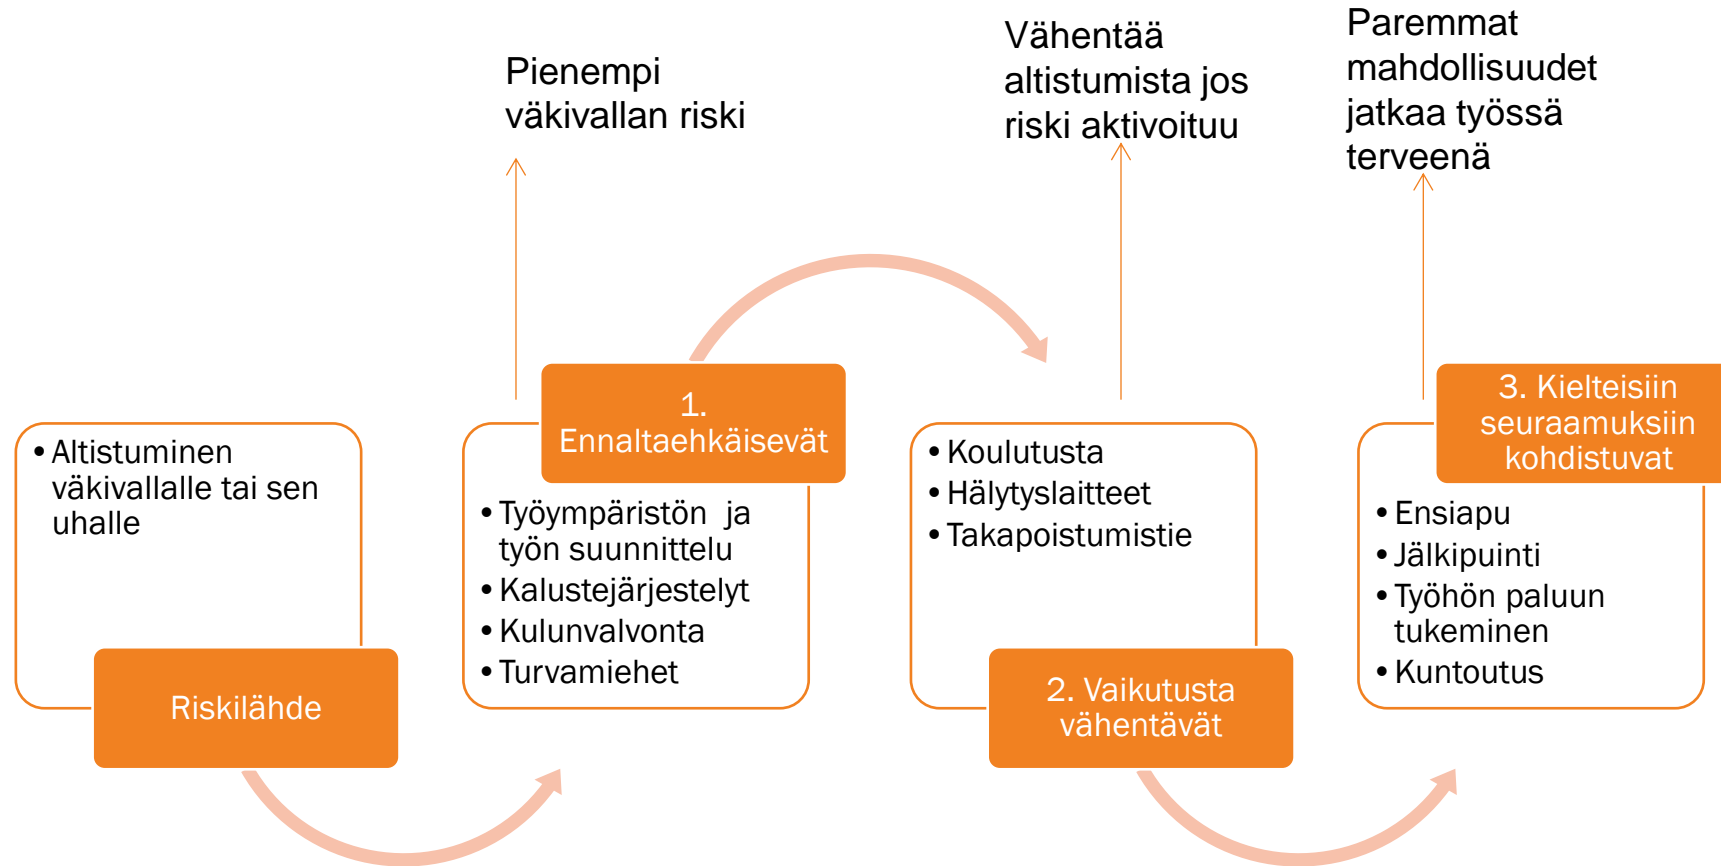 Pienempi
väkivallan riski
Vähentää
altistumista jos
riski aktivoituu
Paremmat
mahdollisuudet
jatkaa työssä
terveenä
• Altistuminen
väkivallalle tai sen
uhalle
Riskilähde
1.
Ennaltaehkäisevät
• Työympäristön ja
työn suunnittelu
• Kalustejärjestelyt
• Kulunvalvonta
• Turvamiehet
• Koulutusta
• Hälytyslaitteet
• Takapoistumistie
2. Vaikutusta
vähentävät
3. Kielteisiin
seuraamuksiin
kohdistuvat
• Ensiapu
• Jälkipuinti
• Työhön paluun
tukeminen
• Kuntoutus